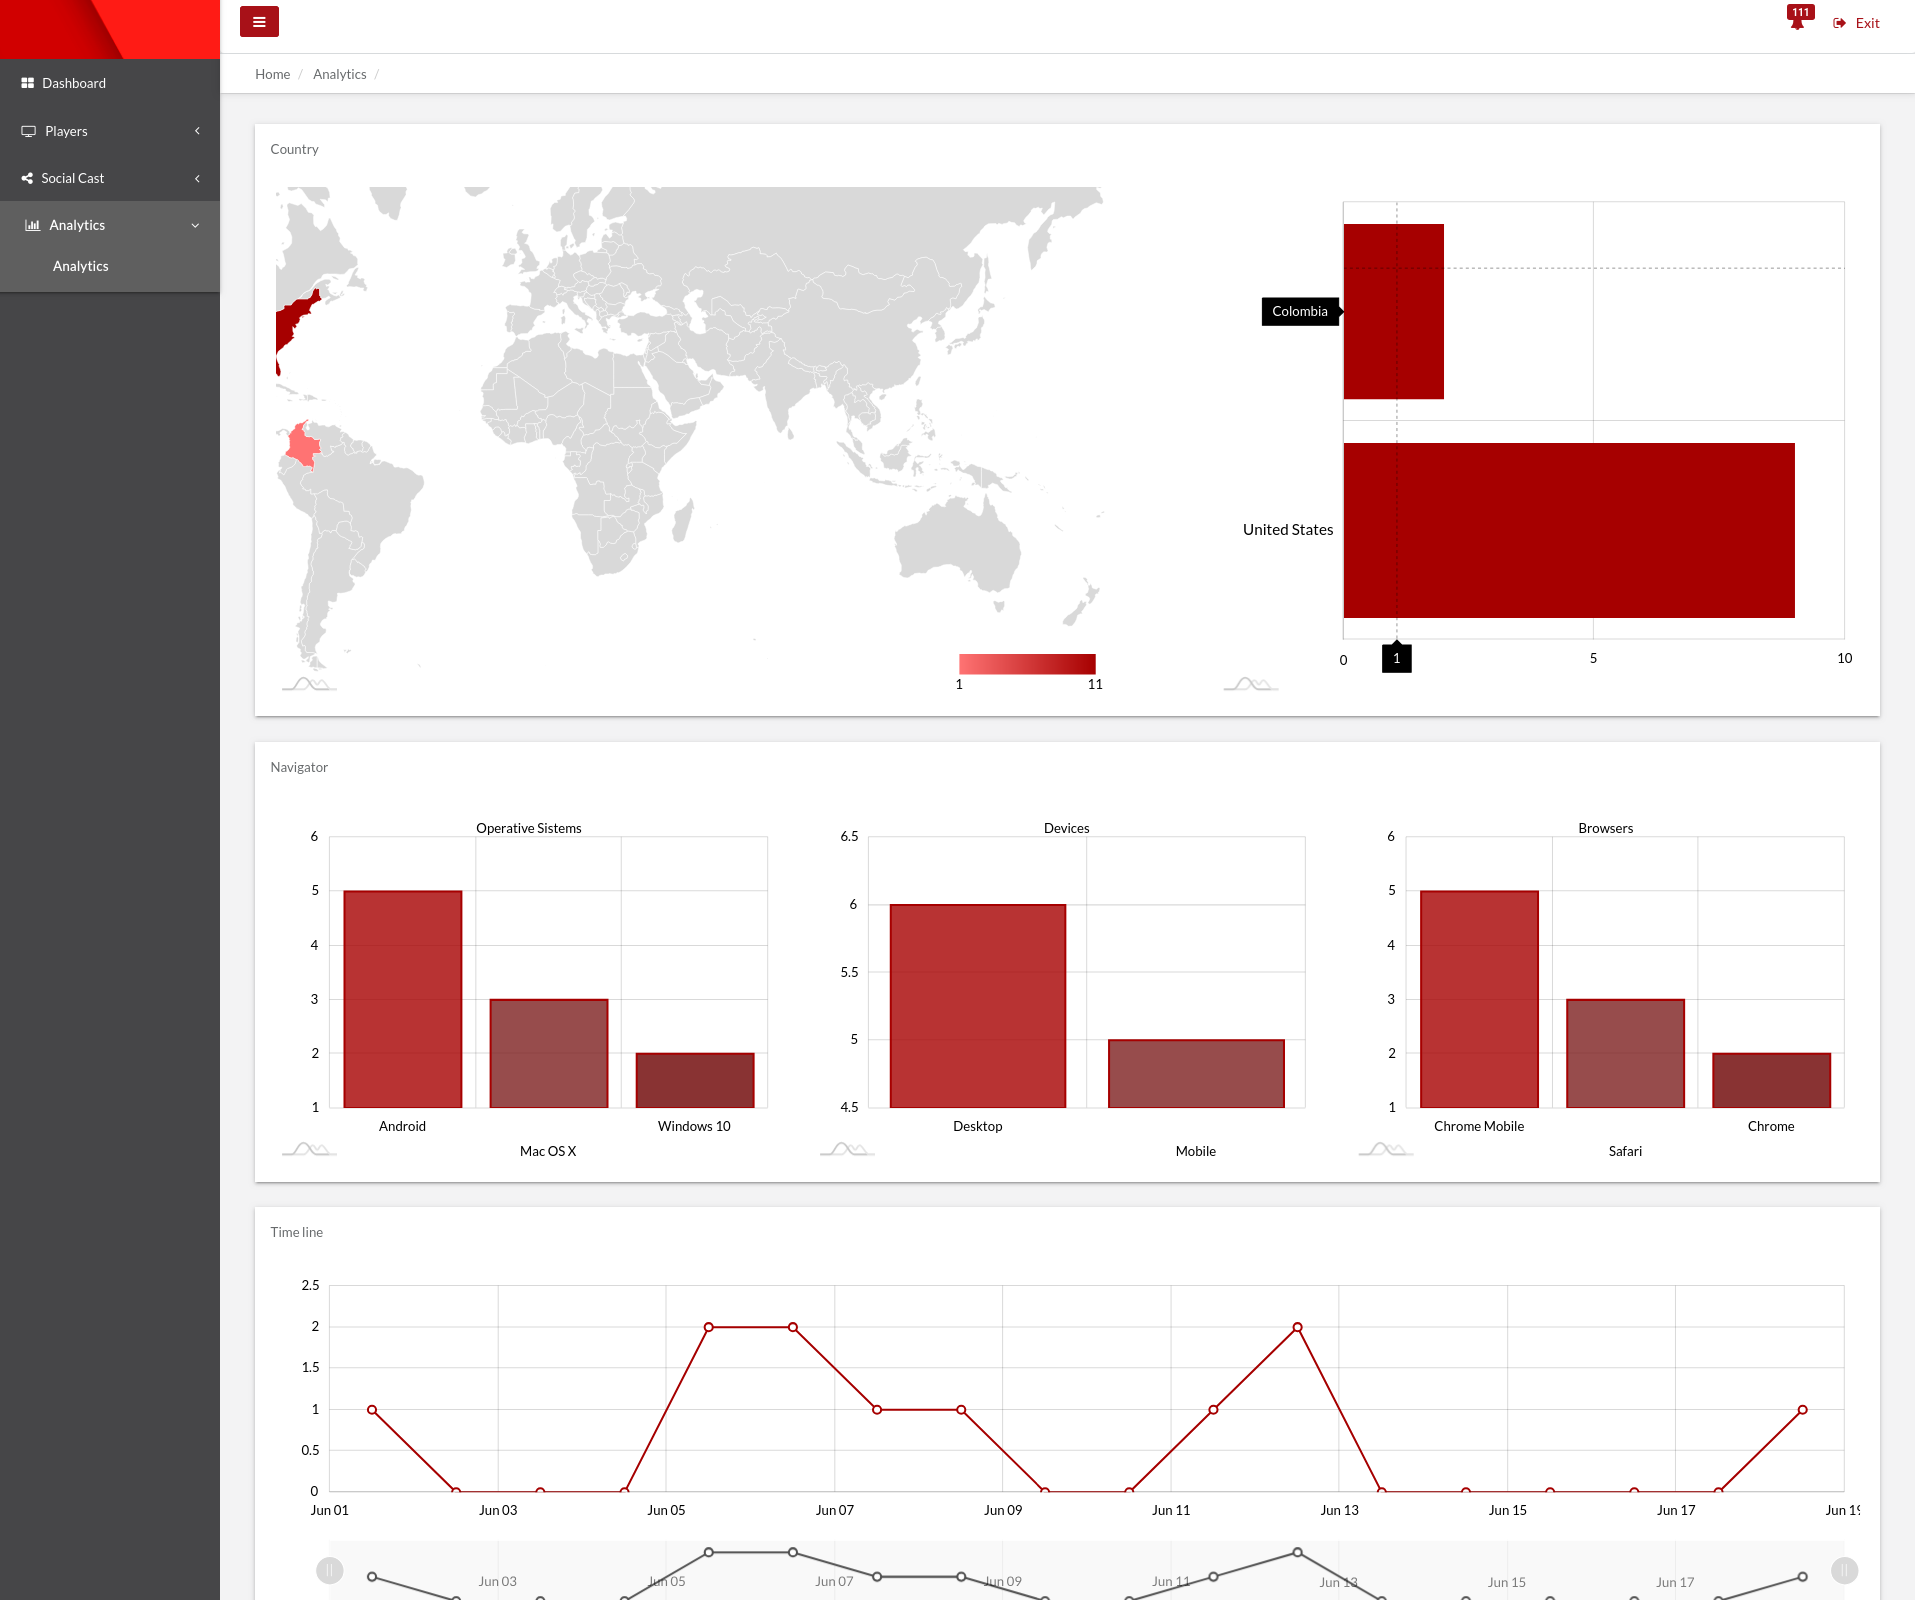 111
Exit
Dashboard
Players
Social Cast
Analytics
Analytics
Home / Analytics /
Country
Colombia
United States
0 1 5 10
1 11
Navigator
Operative Sistems
6
5
4
3
2
1
Android
Mac OS X
Windows 10
Devices
6.5
6
5.5
5
4.5
Desktop
Mobile
Browsers
6
5
4
3
2
1
Chrome Mobile
Safari
Chrome
Time line
2.5
2
1.5
1
0.5
0
Jun 01 Jun 03 Jun 05 Jun 07 Jun 09 Jun 11 Jun 13 Jun 15 Jun 17 Jun
Jun 03 Jun 05 Jun 07 Jun 09 Jun 11 Jun 13 Jun 15 Jun 17